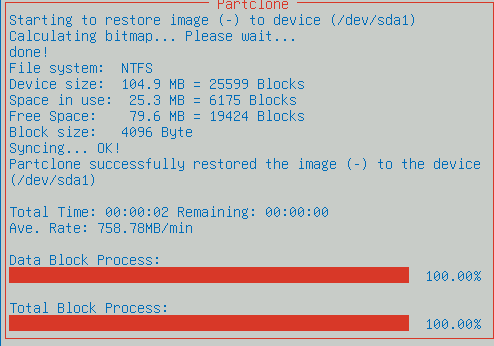 Partclone
Starting to restore image (-) to device (/dev/sda1)
Calculating bitmap... Please wait...
done!
File system:  NTFS
Device size:  104.9 MB = 25599 Blocks
Space in use:  25.3 MB = 6175 Blocks
Free Space:    79.6 MB = 19424 Blocks
Block size:   4096 Byte
Syncing... OK!
Partclone successfully restored the image (-) to the device
(/dev/sda1)
Total Time: 00:00:02 Remaining: 00:00:00
Ave. Rate: 758.78MB/min
Data Block Process:
100.00%
Total Block Process:
100.00%